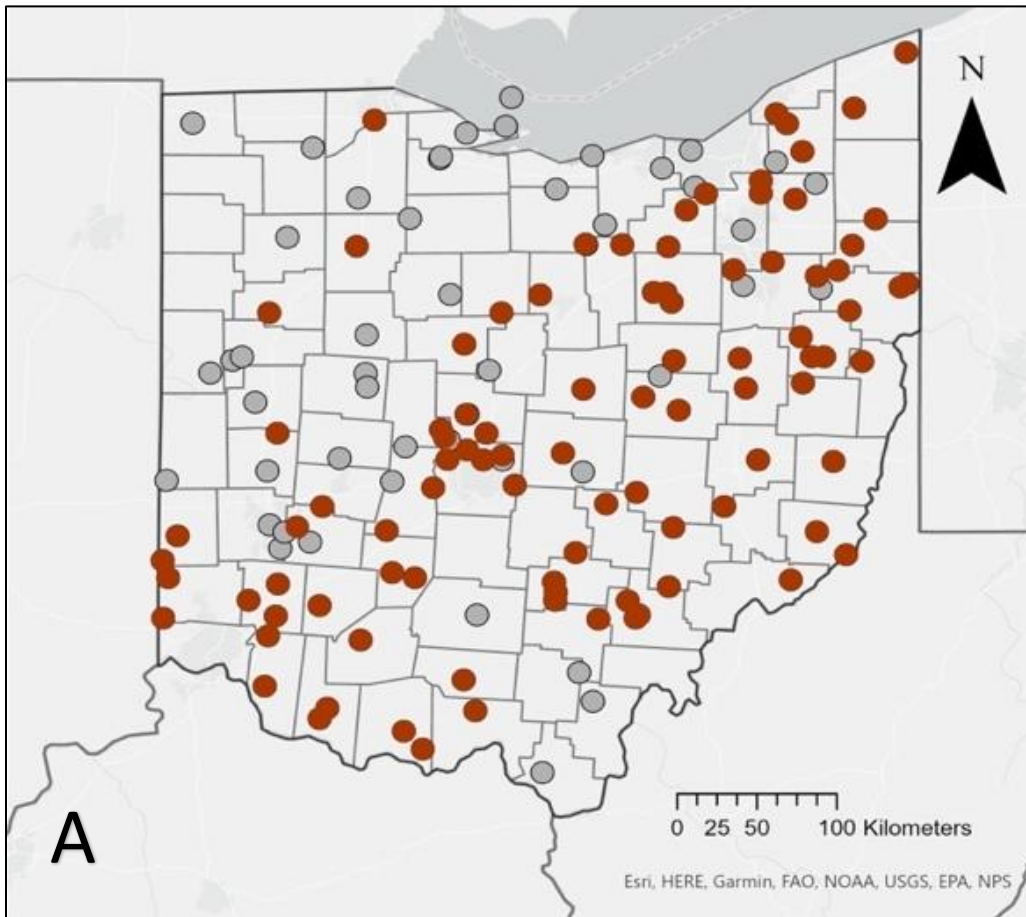 N
A
0 25 50 100 Kilometers
Esri, HERE, Garmin, FAO, NOAA, USGS, EPA, NPS